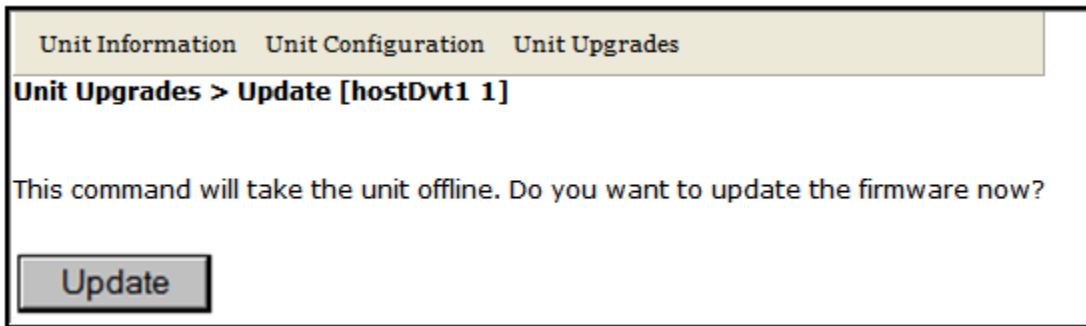 Unit Information Unit Configuration Unit Upgrades
Unit Upgrades > Update [hostDvt1 1]
This command will take the unit offline. Do you want to update the firmware now?
Update